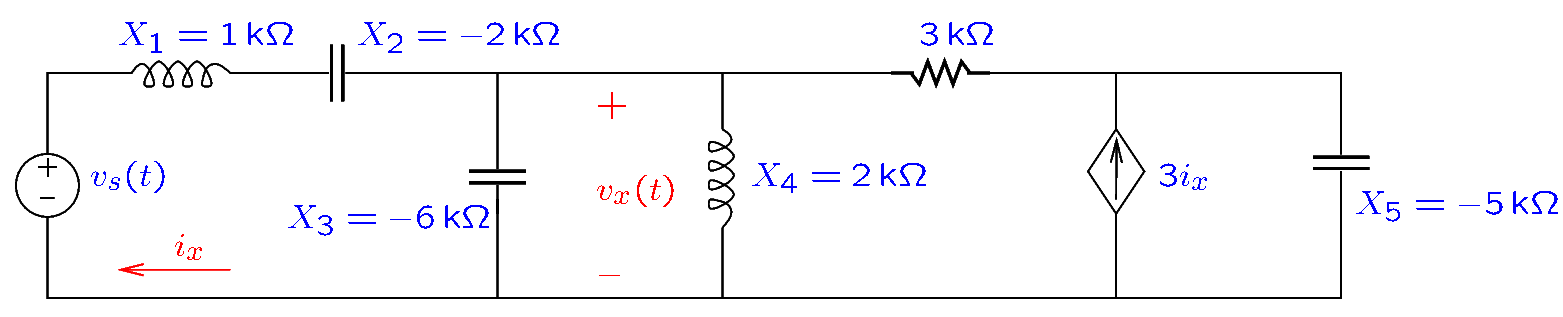 X₁ = 1 kΩ
X₂ = −2 kΩ
3 kΩ
+
+
−
vₛ(t)
X₃ = −6 kΩ
vₓ(t)
−
X₄ = 2 kΩ
3iₓ
X₅ = −5 kΩ
iₓ